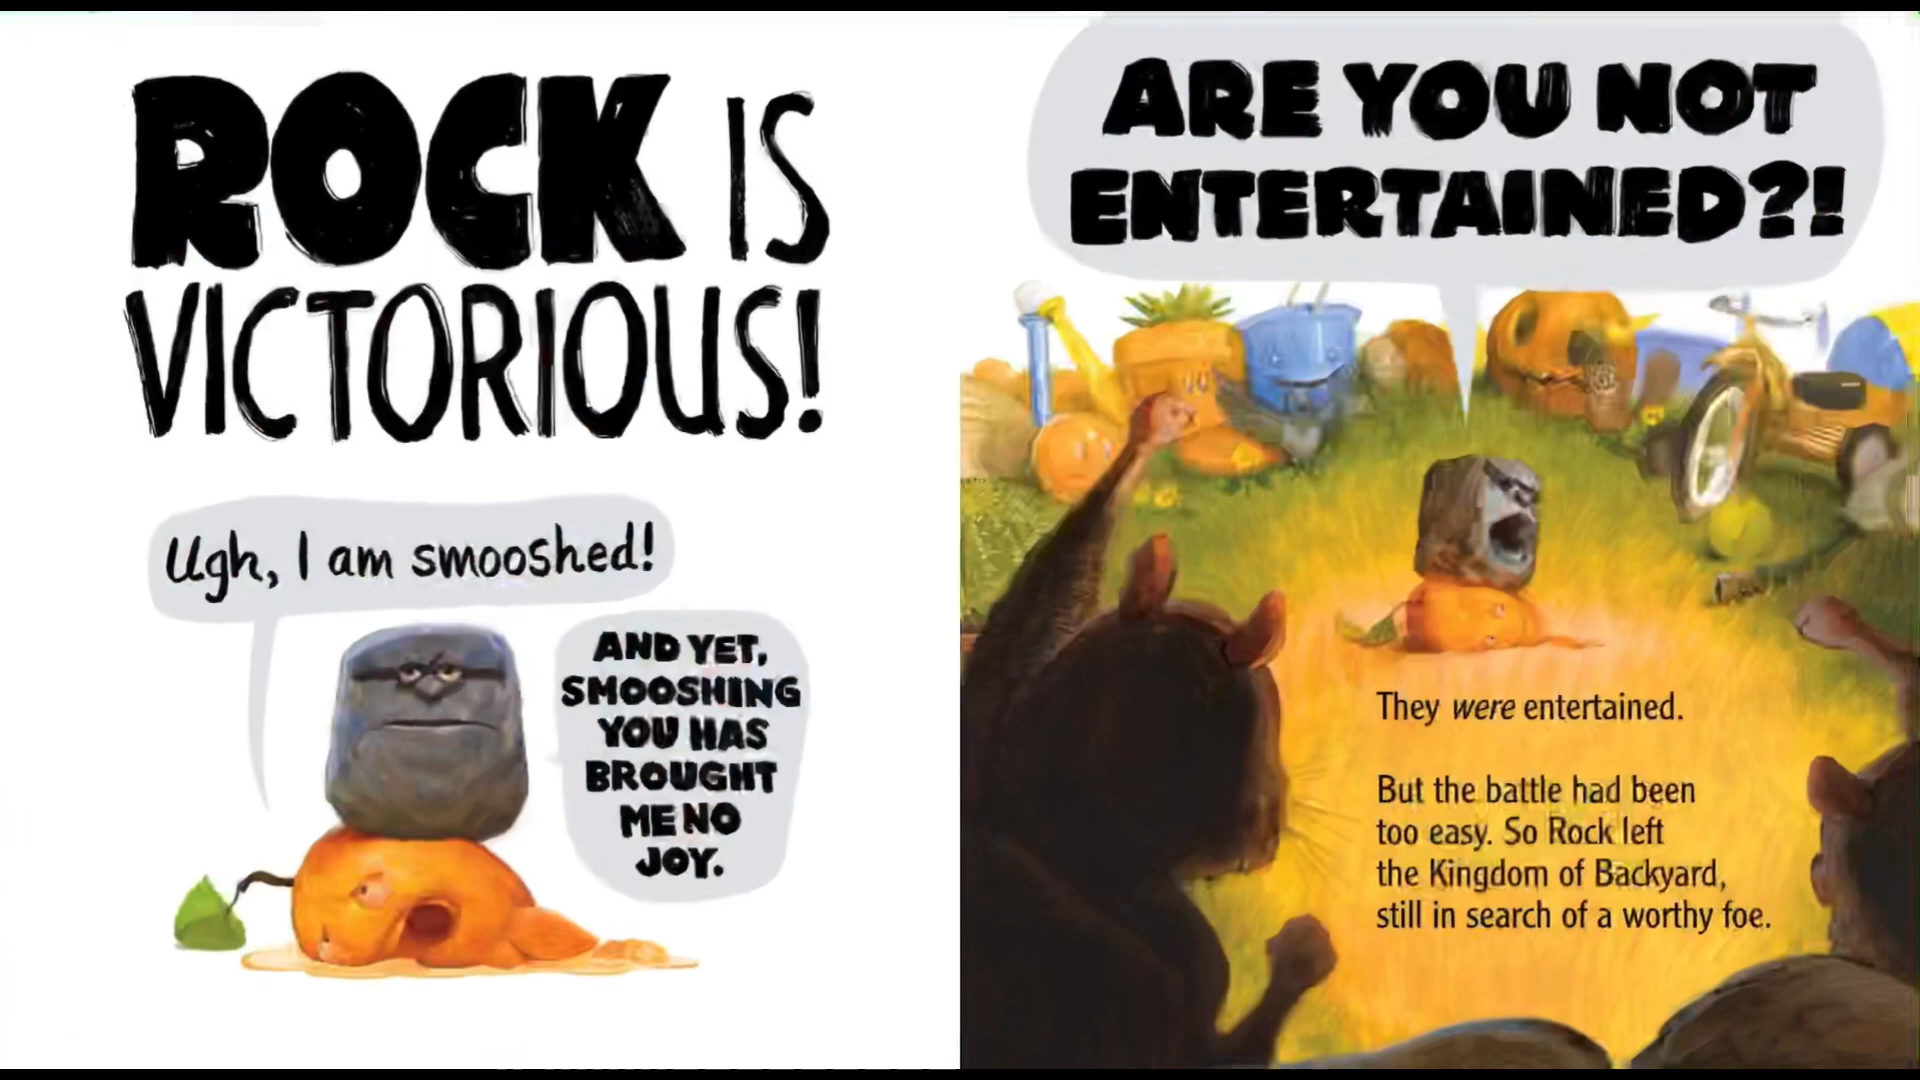 ROCK IS
VICTORIOUS!
Ugh, I am smooshed!
AND YET,
SMOOSHING
YOU HAS
BROUGHT
ME NO
JOY.
ARE YOU NOT
ENTERTAINED?!
They were entertained.
But the battle had been
too easy. So Rock left
the Kingdom of Backyard,
still in search of a worthy foe.